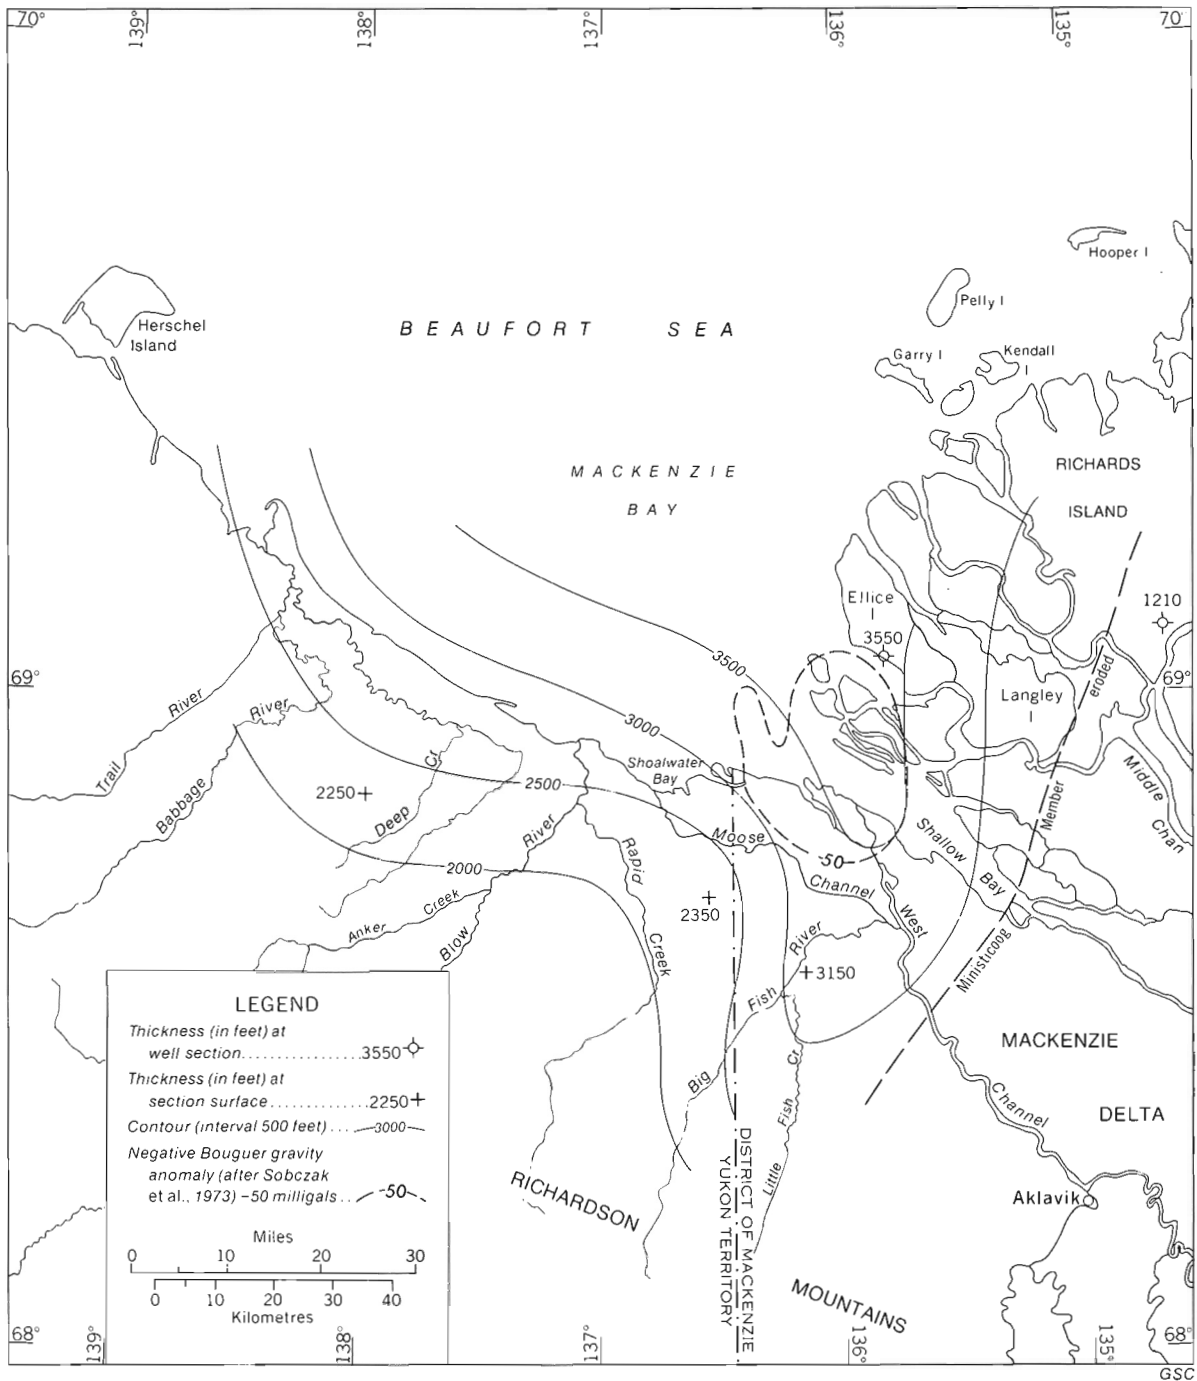 70°
139°
138°
137°
136°
135°
70°
Hooper I
Pelly I
Herschel
Island
BEAUFORT SEA
Garry I
Kendall
I
MACKENZIE
BAY
RICHARDS
ISLAND
Ellice
I
1210
3550
3500
69°
69°
eroded
Langley
I
River
River
3000
Trail
Babbage
Cr
Deep
Shoalwater
Bay
2500
2250
Middle
Chan
Member
River
Moose
Shallow
Bay
-50
2000
Rapid
Creek
Channel
Creek
Anker
Blow
2350
West
River
3150
Fish
Ministicoog
Big
Cr
Fish
Little
MACKENZIE
DELTA
Channel
Aklavik
RICHARDSON
MOUNTAINS
DISTRICT OF MACKENZIE
YUKON TERRITORY
LEGEND
Thickness (in feet) at
well section.................3550
Thickness (in feet) at
section surface.............2250
Contour (interval 500 feet)....3000
Negative Bouguer gravity
anomaly (after Sobczak
et al., 1973) -50 milligals.. -50
Miles
0 10 20 30
0 10 20 30 40
Kilometres
68°
139°
138°
137°
136°
135°
68°
GSC